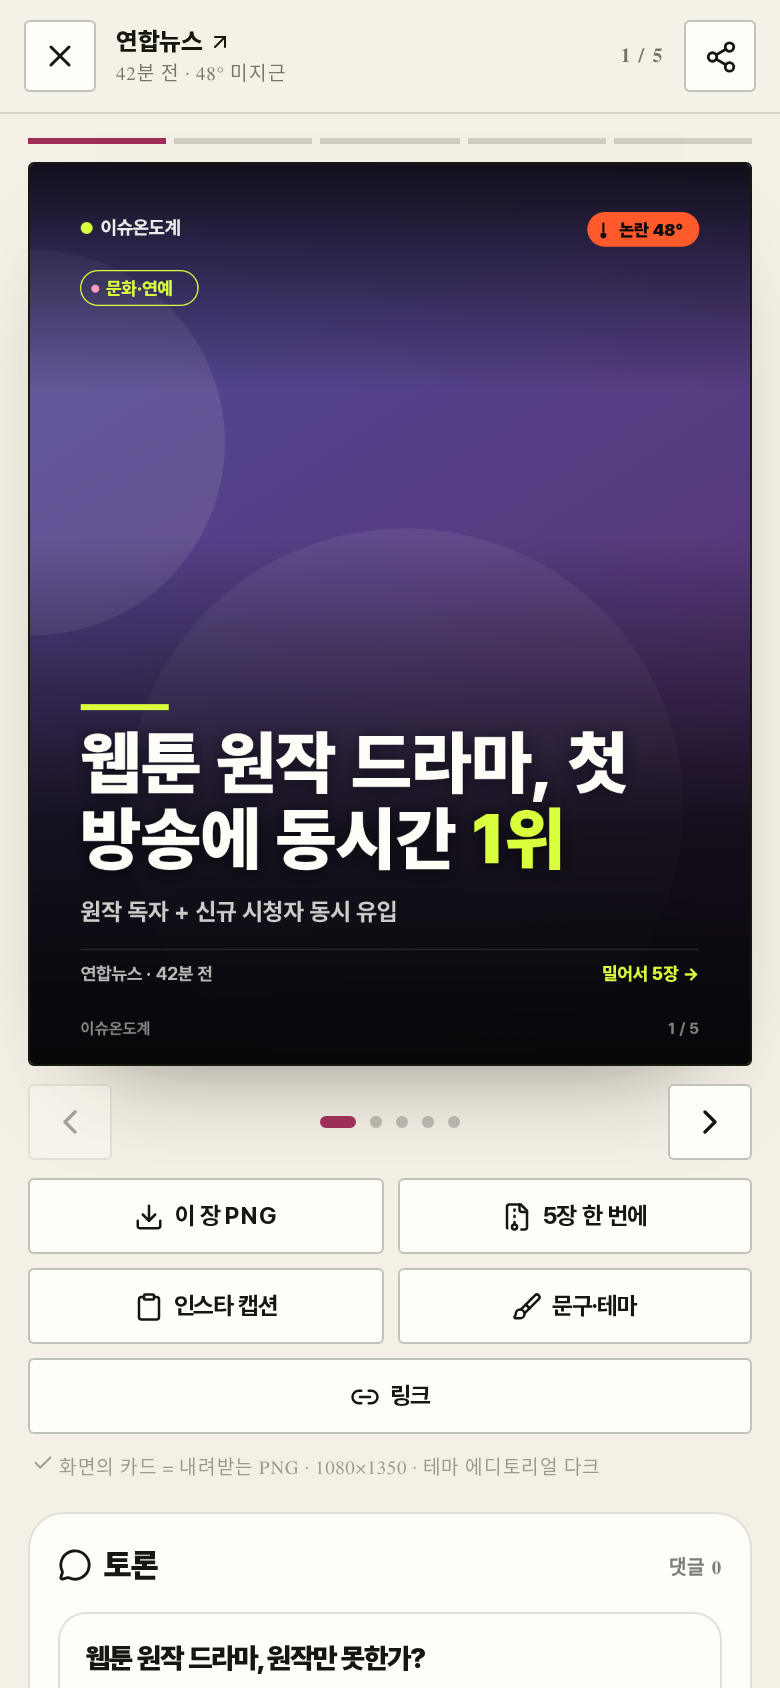 연합뉴스
42분 전 · 48° 미지근
1 / 5
이슈온도계
논란 48°
문화·연예
웹툰 원작 드라마, 첫
방송에 동시간 1위
원작 독자 + 신규 시청자 동시 유입
연합뉴스 · 42분 전
밀어서 5장 →
이슈온도계
1 / 5
이 장 PNG
5장 한 번에
인스타 캡션
문구·테마
링크
화면의 카드 = 내려받는 PNG · 1080×1350 · 테마 에디토리얼 다크
토론
댓글 0
웹툰 원작 드라마, 원작만 못한가?